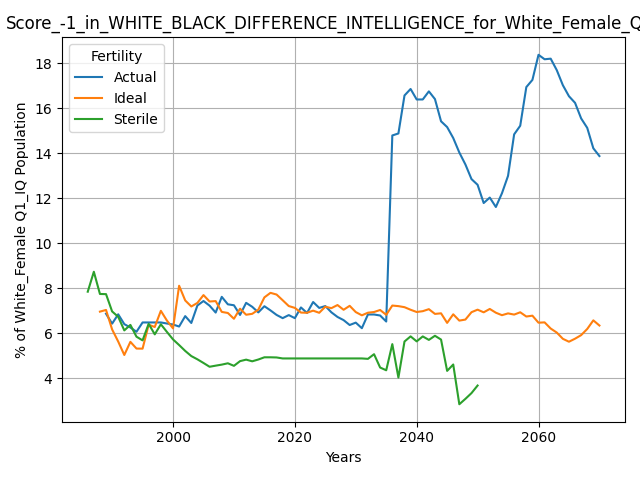 Score_-1_in_WHITE_BLACK_DIFFERENCE_INTELLIGENCE_for_White_Female_Q
Fertility
Actual
Ideal
Sterile
% of White_Female Q1_IQ Population
18
16
14
12
10
8
6
4
2000
2020
2040
2060
Years